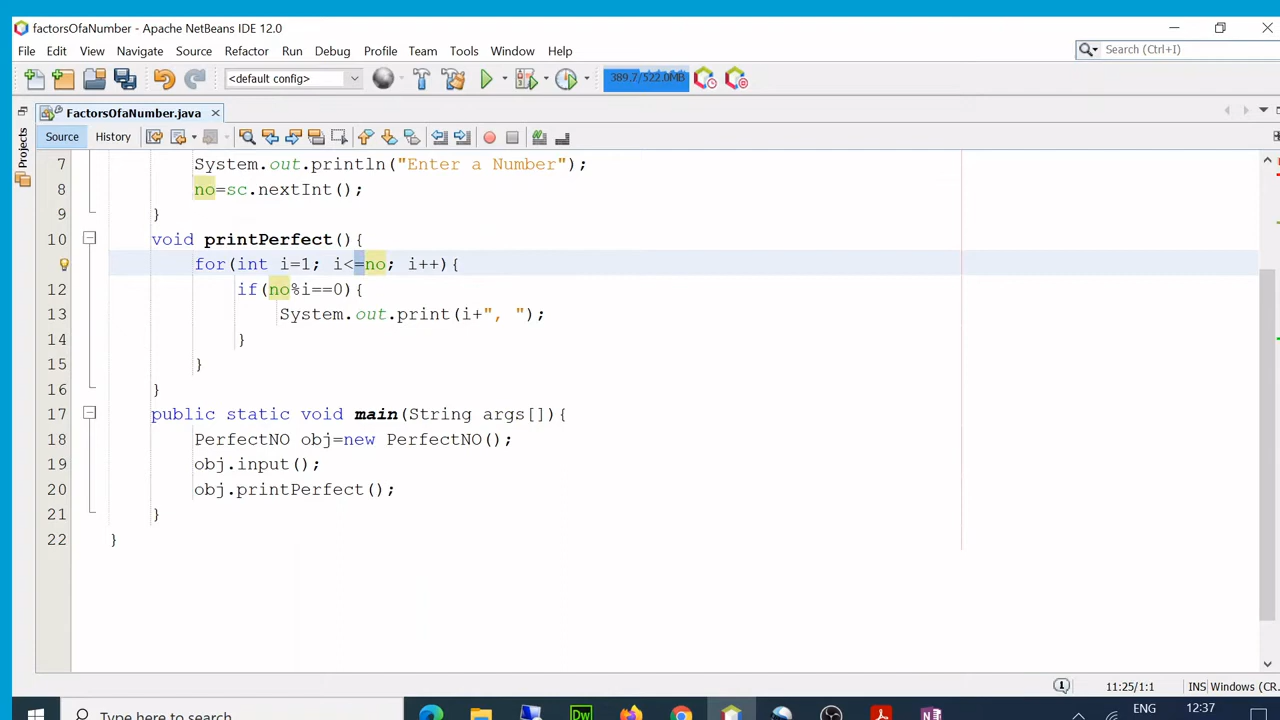 factorsOfaNumber - Apache NetBeans IDE 12.0
File Edit View Navigate Source Refactor Run Debug Profile Team Tools Window Help
Search (Ctrl+I)
<default config>
389.7/522.0MB
FactorsOfaNumber.java
Projects
Source History
7 System.out.println("Enter a Number");
8 no=sc.nextInt();
9 }
10 void printPerfect(){
for(int i=1; i<=no; i++){
12 if(no%i==0){
13 System.out.print(i+", ");
14 }
15 }
16 }
17 public static void main(String args[]){
18 PerfectNO obj=new PerfectNO();
19 obj.input();
20 obj.printPerfect();
21 }
22 }
11:25/1:1 INS Windows (CR
Type here to search
Dw
ENG
12:37